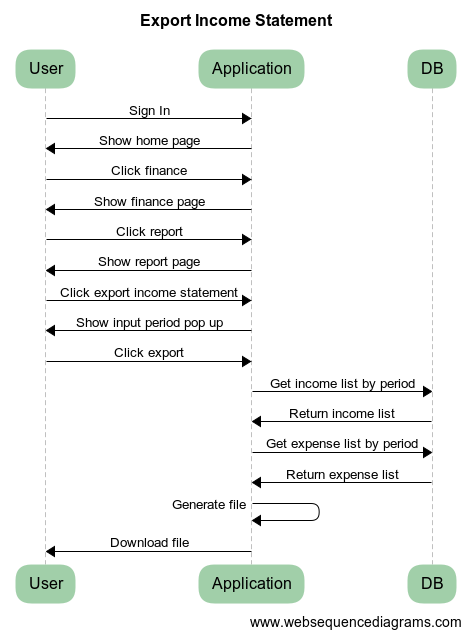 Export Income Statement
User
Application
DB
Sign In
Show home page
Click finance
Show finance page
Click report
Show report page
Click export income statement
Show input period pop up
Click export
Get income list by period
Return income list
Get expense list by period
Return expense list
Generate file
Download file
User
Application
DB
www.websequencediagrams.com